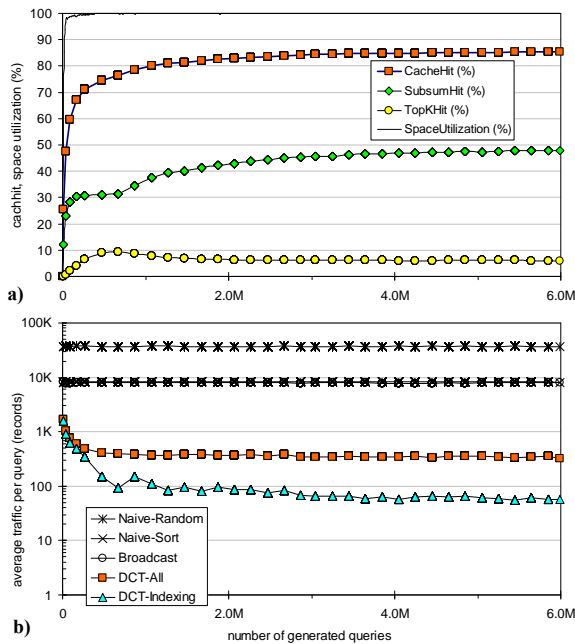 100
90
80
70
60
50
40
30
20
10
0
cachhit, space utilization (%)
CacheHit (%)
SubsumHit (%)
TopKHit (%)
SpaceUtilization (%)
0 2.0M 4.0M 6.0M
a)
100K
10K
1K
100
10
1
average traffic per query (records)
Naive-Random
Naive-Sort
Broadcast
DCT-All
DCT-Indexing
0 2.0M 4.0M 6.0M
b)
number of generated queries